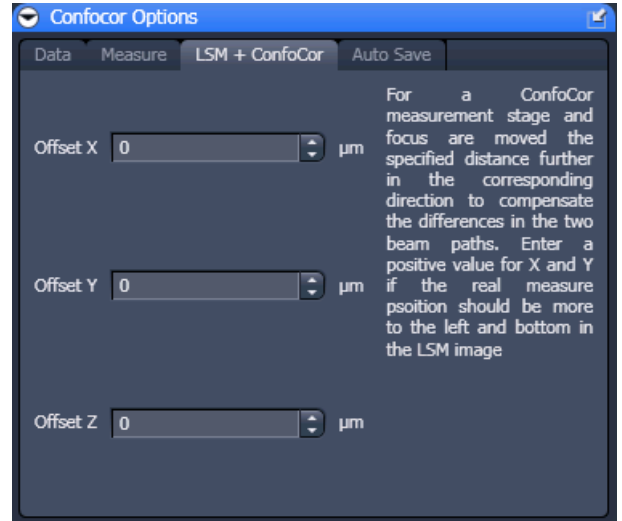 Confocor Options
Data Measure LSM + ConfoCor Auto Save
Offset X 0 µm
Offset Y 0 µm
Offset Z 0 µm
For a ConfoCor
measurement stage and
focus are moved the
specified distance further
in the corresponding
direction to compensate
the differences in the two
beam paths. Enter a
positive value for X and Y
if the real measure
psoition should be more
to the left and bottom in
the LSM image